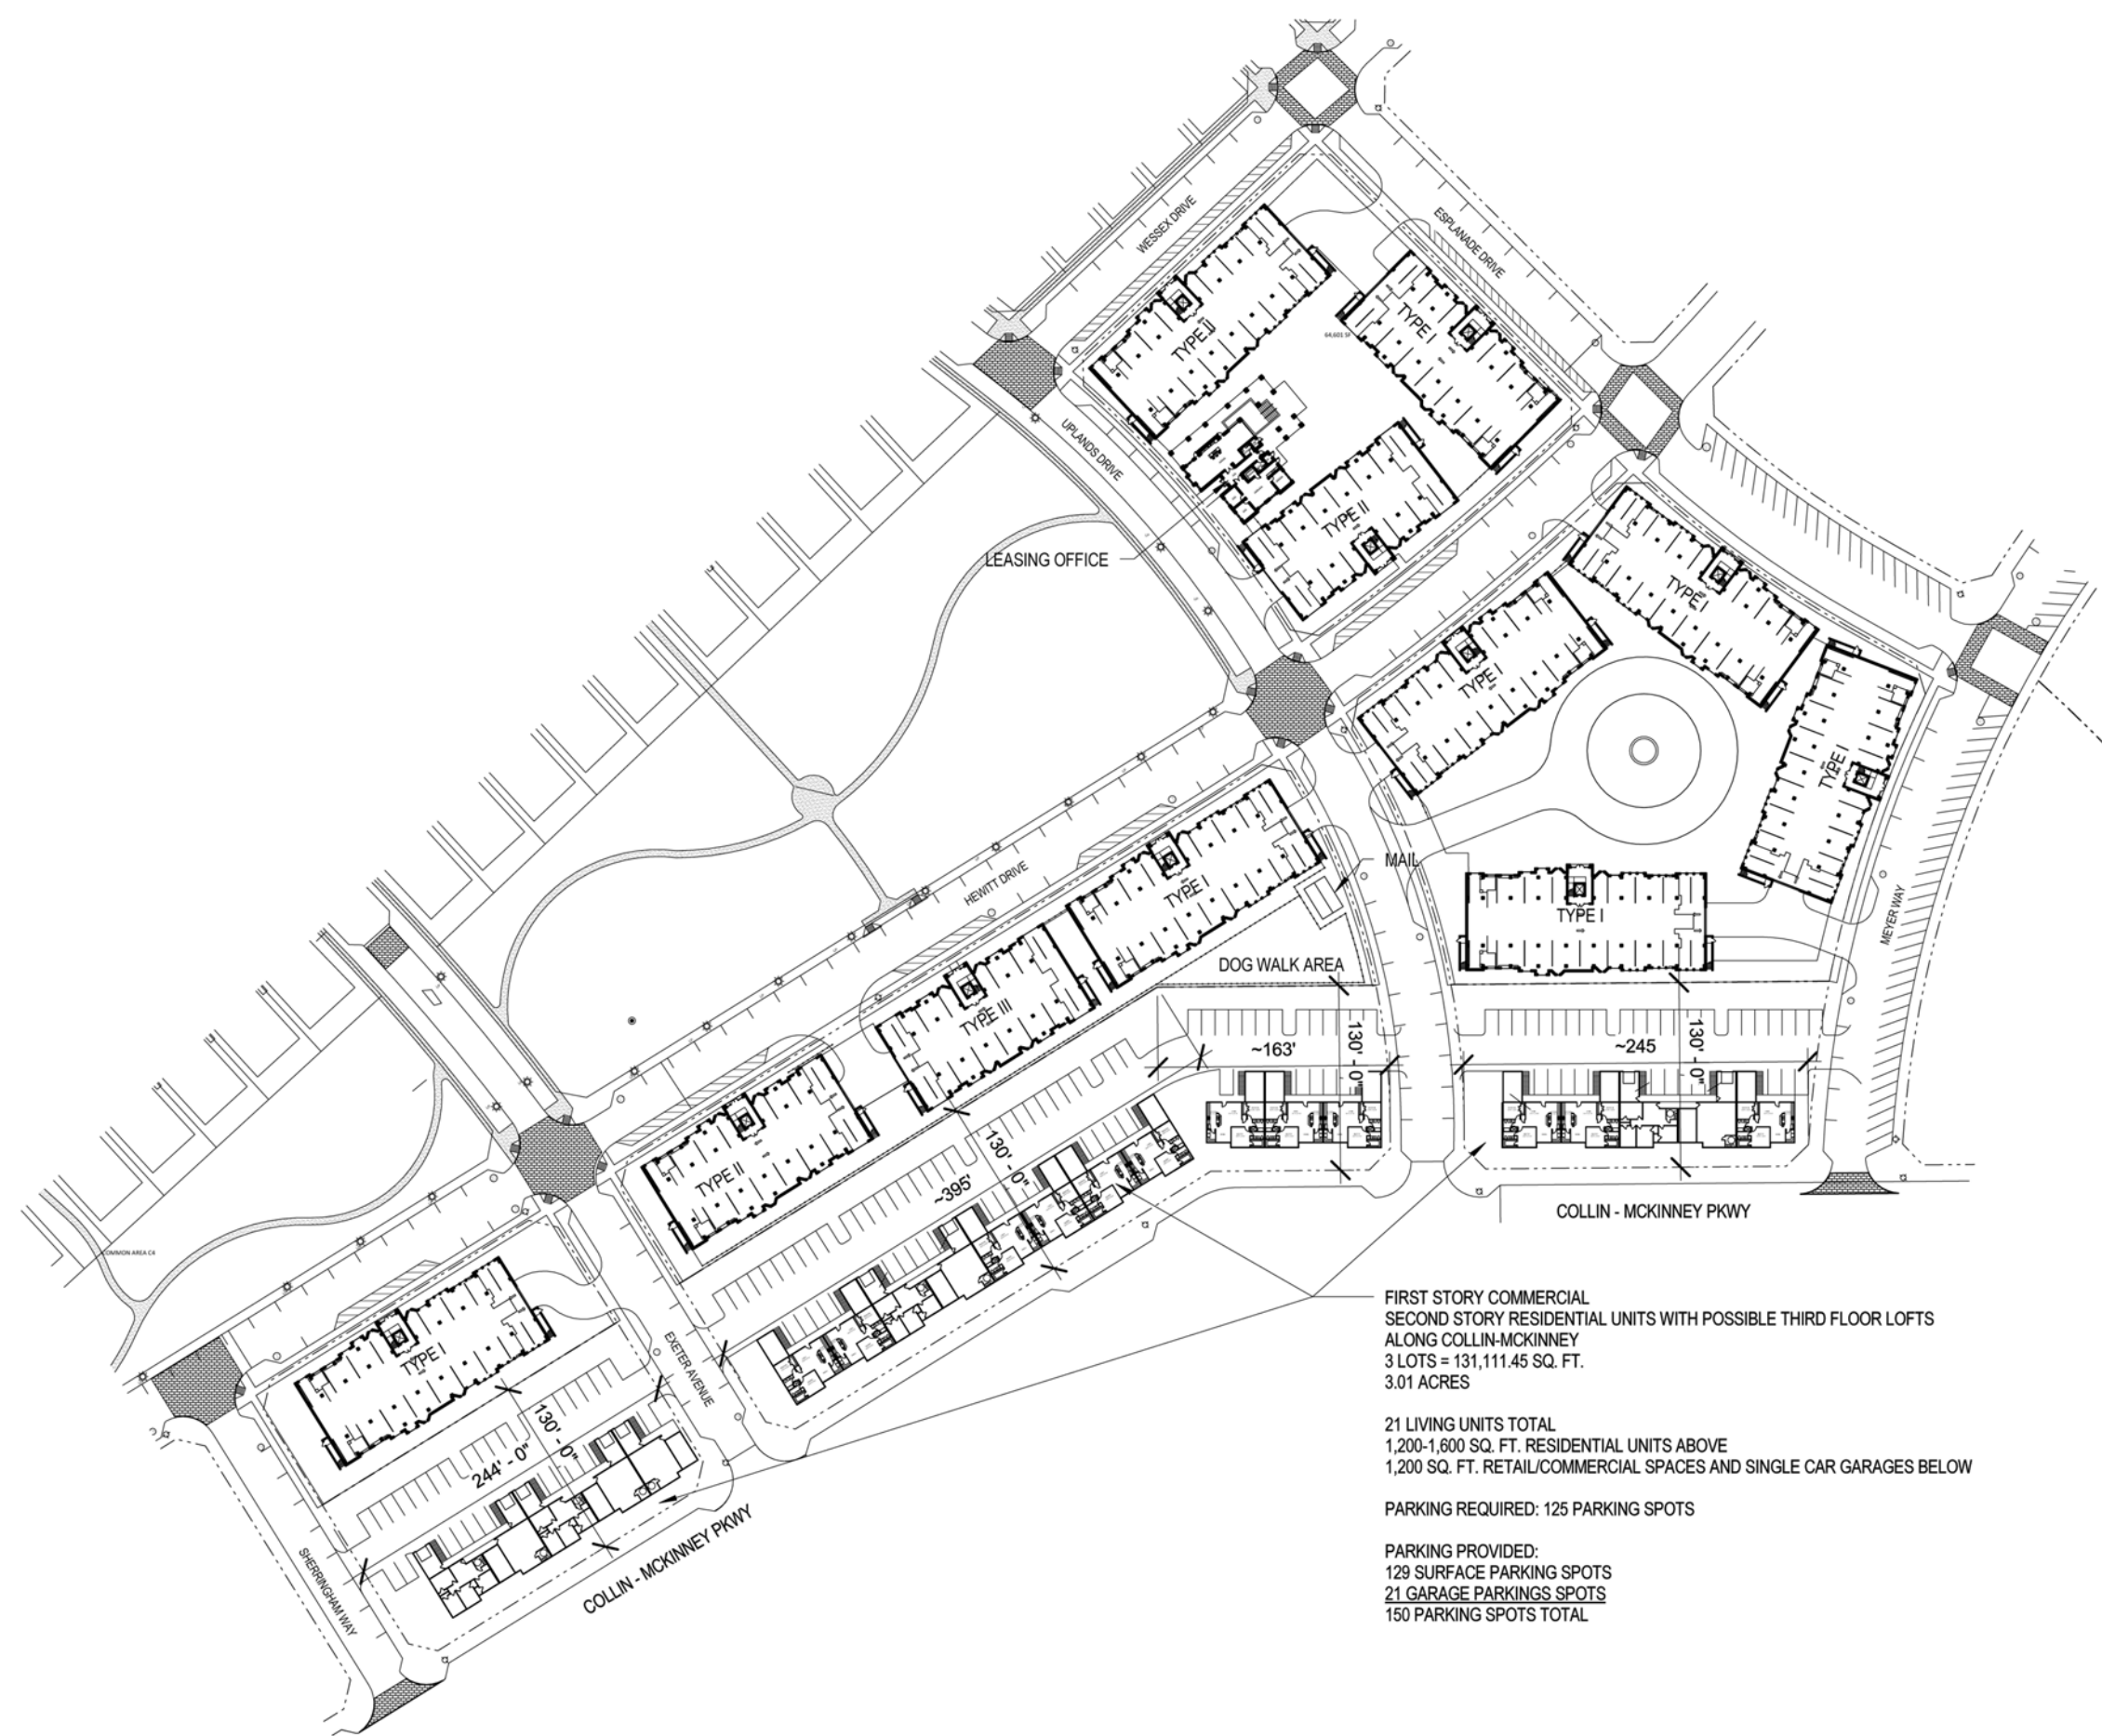 WESSEX DRIVE
ESPLANADE DRIVE
TYPE II
TYPE I
64,601 SF
UPLANDS DRIVE
TYPE II
LEASING OFFICE
TYPE I
TYPE I
TYPE I
MAIL
HEWITT DRIVE
TYPE I
TYPE I
MEYER WAY
DOG WALK AREA
TYPE III
~163'
130' - 0"
~245
130' - 0"
TYPE II
130' - 0"
~395'
COLLIN - MCKINNEY PKWY
COMMON AREA C4
TYPE I
EXETER AVENUE
244' - 0"
130' - 0"
SHERRINGHAM WAY
COLLIN - MCKINNEY PKWY
FIRST STORY COMMERCIAL
SECOND STORY RESIDENTIAL UNITS WITH POSSIBLE THIRD FLOOR LOFTS
ALONG COLLIN-MCKINNEY
3 LOTS = 131,111.45 SQ. FT.
3.01 ACRES
21 LIVING UNITS TOTAL
1,200-1,600 SQ. FT. RESIDENTIAL UNITS ABOVE
1,200 SQ. FT. RETAIL/COMMERCIAL SPACES AND SINGLE CAR GARAGES BELOW
PARKING REQUIRED: 125 PARKING SPOTS
PARKING PROVIDED:
129 SURFACE PARKING SPOTS
21 GARAGE PARKINGS SPOTS
150 PARKING SPOTS TOTAL